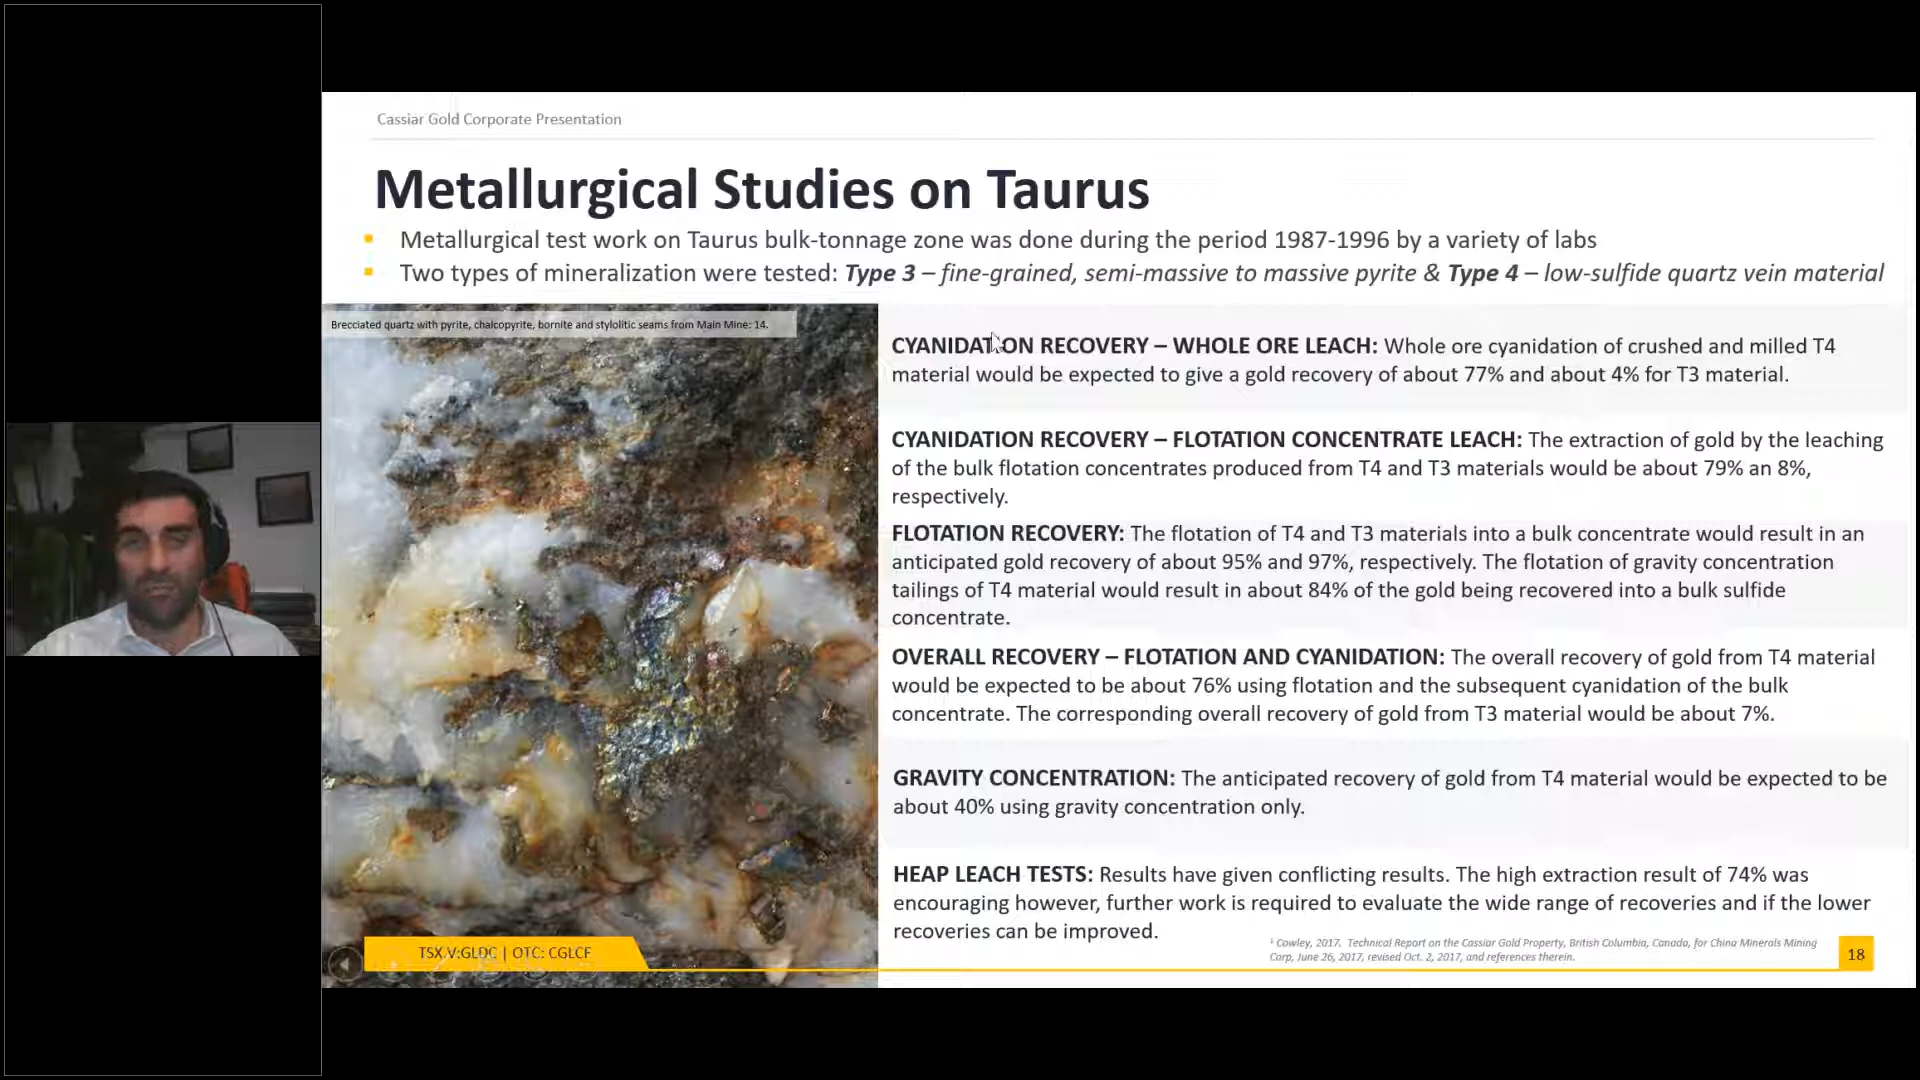 Cassiar Gold Corporate Presentation
Metallurgical Studies on Taurus
▪ Metallurgical test work on Taurus bulk-tonnage zone was done during the period 1987-1996 by a variety of labs
▪ Two types of mineralization were tested: Type 3 – fine-grained, semi-massive to massive pyrite & Type 4 – low-sulfide quartz vein material
Brecciated quartz with pyrite, chalcopyrite, bornite and stylolitic seams from Main Mine: 14.
CYANIDATION RECOVERY – WHOLE ORE LEACH: Whole ore cyanidation of crushed and milled T4
material would be expected to give a gold recovery of about 77% and about 4% for T3 material.
CYANIDATION RECOVERY – FLOTATION CONCENTRATE LEACH: The extraction of gold by the leaching
of the bulk flotation concentrates produced from T4 and T3 materials would be about 79% an 8%,
respectively.
FLOTATION RECOVERY: The flotation of T4 and T3 materials into a bulk concentrate would result in an
anticipated gold recovery of about 95% and 97%, respectively. The flotation of gravity concentration
tailings of T4 material would result in about 84% of the gold being recovered into a bulk sulfide
concentrate.
OVERALL RECOVERY – FLOTATION AND CYANIDATION: The overall recovery of gold from T4 material
would be expected to be about 76% using flotation and the subsequent cyanidation of the bulk
concentrate. The corresponding overall recovery of gold from T3 material would be about 7%.
GRAVITY CONCENTRATION: The anticipated recovery of gold from T4 material would be expected to be
about 40% using gravity concentration only.
HEAP LEACH TESTS: Results have given conflicting results. The high extraction result of 74% was
encouraging however, further work is required to evaluate the wide range of recoveries and if the lower
recoveries can be improved.
TSX.V:GLDC | OTC: CGLCF
¹ Cowley, 2017. Technical Report on the Cassiar Gold Property, British Columbia, Canada, for China Minerals Mining
Corp, June 26, 2017, revised Oct. 2, 2017, and references therein.
18